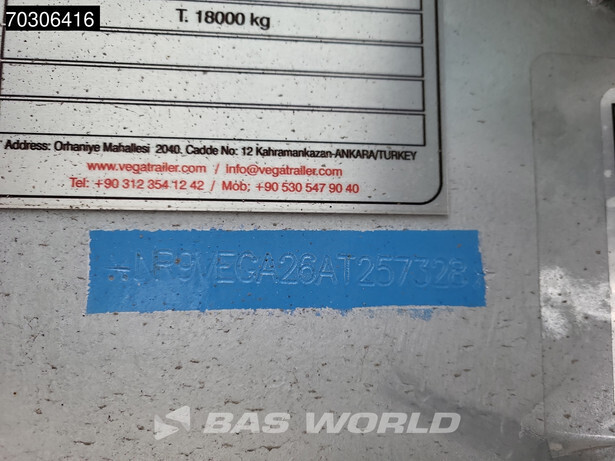 70306416
T. 18000 kg
Address: Orhaniye Mahallesi 2040. Cadde No: 12 Kahramankazan-ANKARA/TURKEY
www.vegatrailer.com / info@vegatrailer.com
Tel: +90 312 354 12 42 / Mob; +90 530 547 90 40
NP9VEGA26AT257328
BAS WORLD